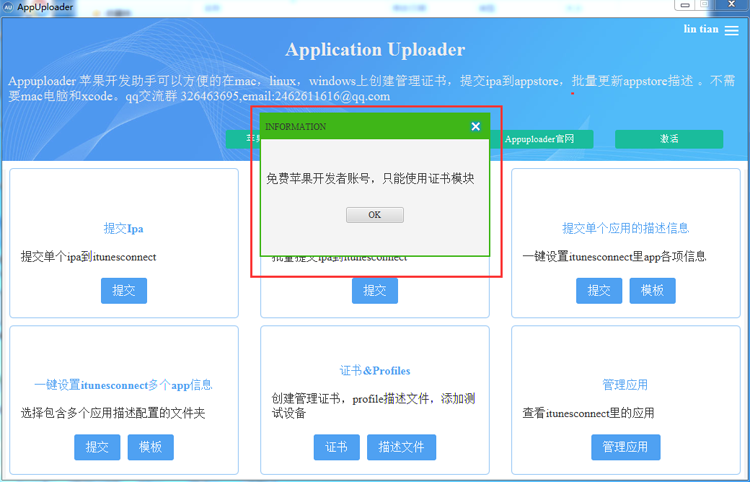 AppUploader
lin tian
Application Uploader
Appuploader 苹果开发助手可以方便的在mac，linux，windows上创建管理证书，提交ipa到appstore，批量更新appstore描述 。不需
要mac电脑和xcode。qq交流群 326463695,email:2462611616@qq.com
Appuploader官网
激活
INFORMATION
免费苹果开发者账号，只能使用证书模块
OK
提交Ipa
提交单个ipa到itunesconnect
提交
批量提交ipa到itunesconnect
提交
提交单个应用的描述信息
一键设置itunesconnect里app各项信息
提交 模板
一键设置itunesconnect多个app信息
选择包含多个应用描述配置的文件夹
提交 模板
证书&Profiles
创建管理证书，profile描述文件，添加测
试设备
证书 描述文件
管理应用
查看itunesconnect里的应用
管理应用